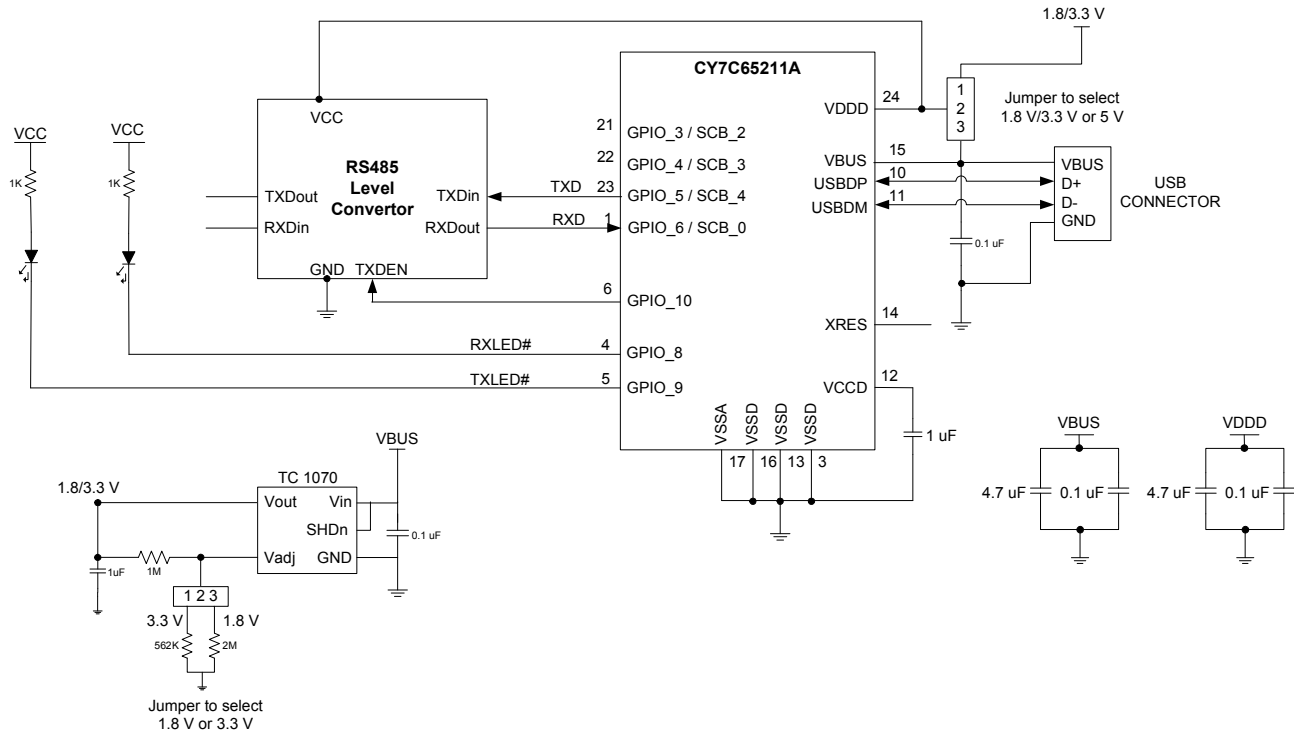 1.8/3.3 V
CY7C65211A
24
VDDD
1
2
3
Jumper to select
1.8 V/3.3 V or 5 V
VCC
VCC
1K
1K
VCC
RS485
Level
Convertor
TXDout
RXDin
TXDin
RXDout
GND
TXDEN
TXD
RXD
21
GPIO_3 / SCB_2
22
GPIO_4 / SCB_3
23
GPIO_5 / SCB_4
1
GPIO_6 / SCB_0
6
GPIO_10
RXLED#
4
GPIO_8
TXLED#
5
GPIO_9
VBUS
15
USBDP
10
USBDM
11
VBUS
D+
D-
GND
USB
CONNECTOR
0.1 uF
XRES
14
VCCD
12
1 uF
VSSA
VSSD
VSSD
VSSD
17
16
13
3
VBUS
4.7 uF
0.1 uF
VDDD
4.7 uF
0.1 uF
VBUS
TC 1070
1.8/3.3 V
Vout
Vin
SHDn
Vadj
GND
0.1 uF
1uF
1M
1 2 3
3.3 V
1.8 V
562K
2M
Jumper to select
1.8 V or 3.3 V